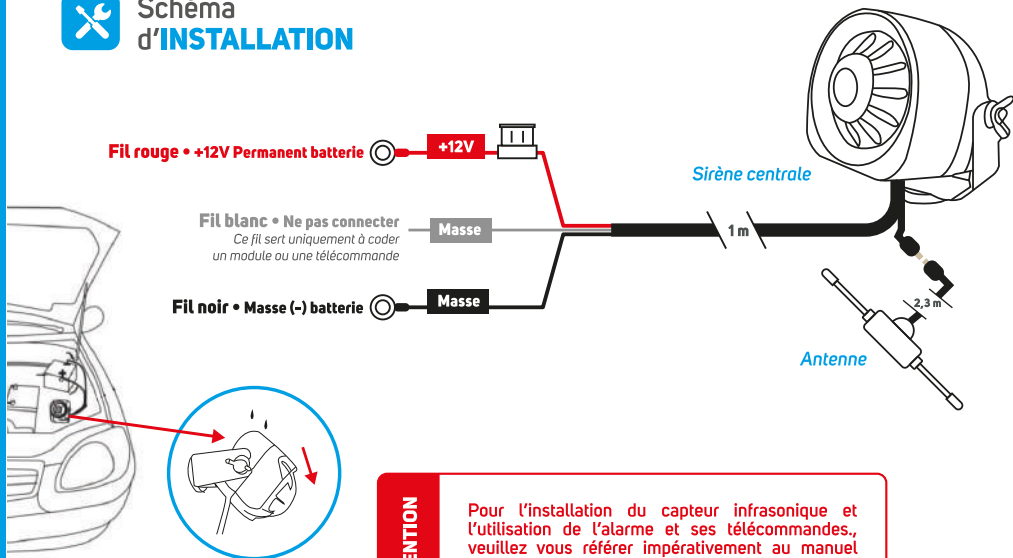 Schéma
d'INSTALLATION
Fil rouge • +12V Permanent batterie
+12V
Sirène centrale
Fil blanc • Ne pas connecter
Ce fil sert uniquement à coder
un module ou une télécommande
Masse
1 m
Fil noir • Masse (-) batterie
Masse
2,3 m
Antenne
Pour l'installation du capteur infrasonique et
l'utilisation de l'alarme et ses télécommandes.,
veuillez vous référer impérativement au manuel